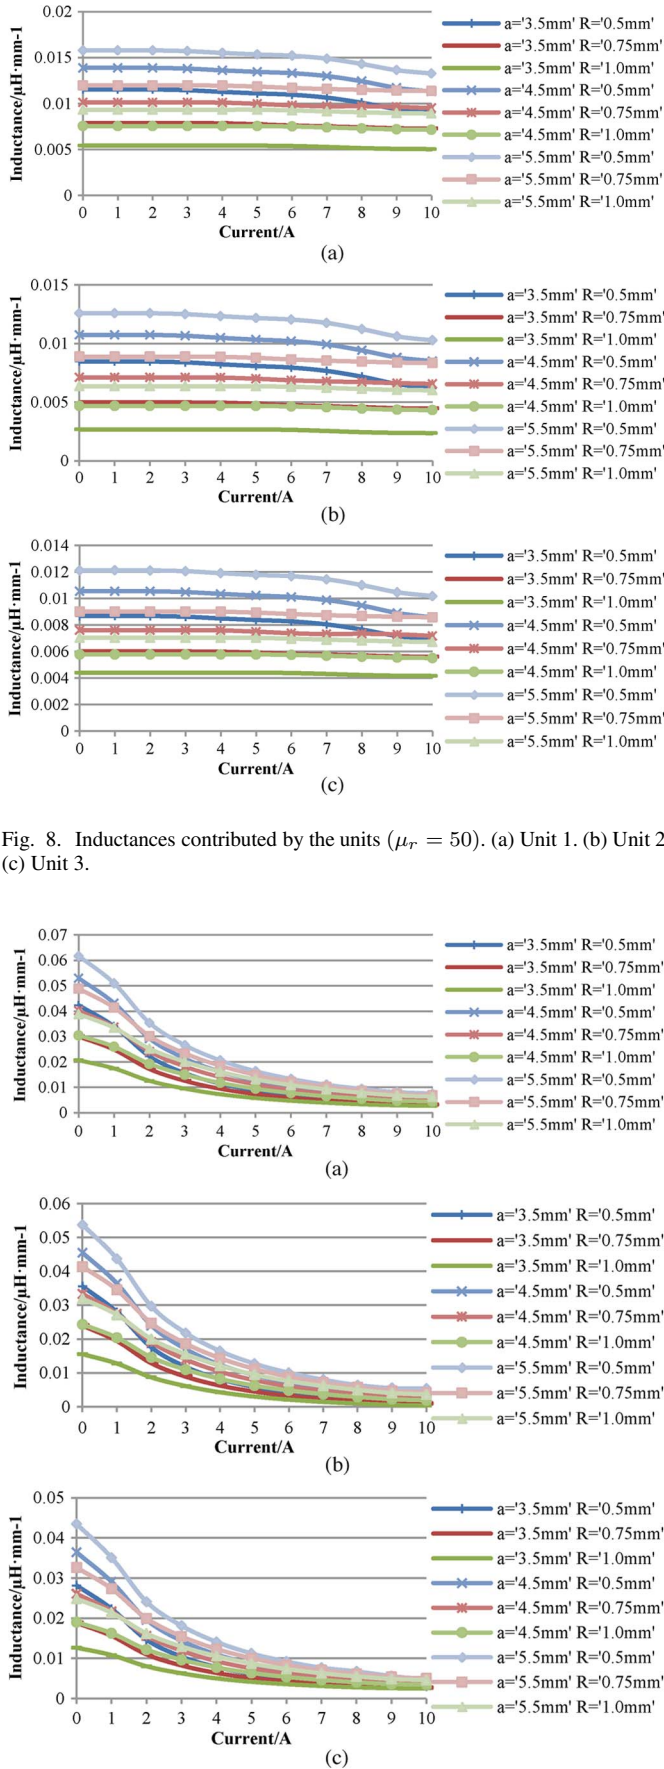 0.02
0.015
0.01
0.005
0
Inductance/μH·mm-1
0 1 2 3 4 5 6 7 8 9 10
Current/A
a='3.5mm' R='0.5mm'
a='3.5mm' R='0.75mm'
a='3.5mm' R='1.0mm'
a='4.5mm' R='0.5mm'
a='4.5mm' R='0.75mm'
a='4.5mm' R='1.0mm'
a='5.5mm' R='0.5mm'
a='5.5mm' R='0.75mm'
a='5.5mm' R='1.0mm'
(a)
0.015
0.01
0.005
0
Inductance/μH·mm-1
0 1 2 3 4 5 6 7 8 9 10
Current/A
a='3.5mm' R='0.5mm'
a='3.5mm' R='0.75mm'
a='3.5mm' R='1.0mm'
a='4.5mm' R='0.5mm'
a='4.5mm' R='0.75mm'
a='4.5mm' R='1.0mm'
a='5.5mm' R='0.5mm'
a='5.5mm' R='0.75mm'
a='5.5mm' R='1.0mm'
(b)
0.014
0.012
0.01
0.008
0.006
0.004
0.002
0
Inductance/μH·mm-1
0 1 2 3 4 5 6 7 8 9 10
Current/A
a='3.5mm' R='0.5mm'
a='3.5mm' R='0.75mm'
a='3.5mm' R='1.0mm'
a='4.5mm' R='0.5mm'
a='4.5mm' R='0.75mm'
a='4.5mm' R='1.0mm'
a='5.5mm' R='0.5mm'
a='5.5mm' R='0.75mm'
a='5.5mm' R='1.0mm'
(c)
Fig. 8. Inductances contributed by the units (μr = 50). (a) Unit 1. (b) Unit 2
(c) Unit 3.
0.07
0.06
0.05
0.04
0.03
0.02
0.01
0
Inductance/μH·mm-1
0 1 2 3 4 5 6 7 8 9 10
Current/A
a='3.5mm' R='0.5mm'
a='3.5mm' R='0.75mm'
a='3.5mm' R='1.0mm'
a='4.5mm' R='0.5mm'
a='4.5mm' R='0.75mm'
a='4.5mm' R='1.0mm'
a='5.5mm' R='0.5mm'
a='5.5mm' R='0.75mm'
a='5.5mm' R='1.0mm'
(a)
0.06
0.05
0.04
0.03
0.02
0.01
0
Inductance/μH·mm-1
0 1 2 3 4 5 6 7 8 9 10
Current/A
a='3.5mm' R='0.5mm'
a='3.5mm' R='0.75mm'
a='3.5mm' R='1.0mm'
a='4.5mm' R='0.5mm'
a='4.5mm' R='0.75mm'
a='4.5mm' R='1.0mm'
a='5.5mm' R='0.5mm'
a='5.5mm' R='0.75mm'
a='5.5mm' R='1.0mm'
(b)
0.05
0.04
0.03
0.02
0.01
0
Inductance/μH·mm-1
0 1 2 3 4 5 6 7 8 9 10
Current/A
a='3.5mm' R='0.5mm'
a='3.5mm' R='0.75mm'
a='3.5mm' R='1.0mm'
a='4.5mm' R='0.5mm'
a='4.5mm' R='0.75mm'
a='4.5mm' R='1.0mm'
a='5.5mm' R='0.5mm'
a='5.5mm' R='0.75mm'
a='5.5mm' R='1.0mm'
(c)